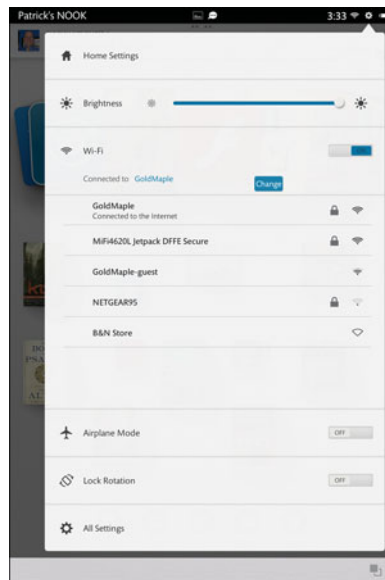 Patrick's NOOK 3:33
Home Settings
Brightness
Wi-Fi
ON
Connected to GoldMaple
Change
GoldMaple
Connected to the Internet
MiFi4620L Jetpack DFFE Secure
GoldMaple-guest
NETGEAR95
B&N Store
Airplane Mode OFF
Lock Rotation OFF
All Settings